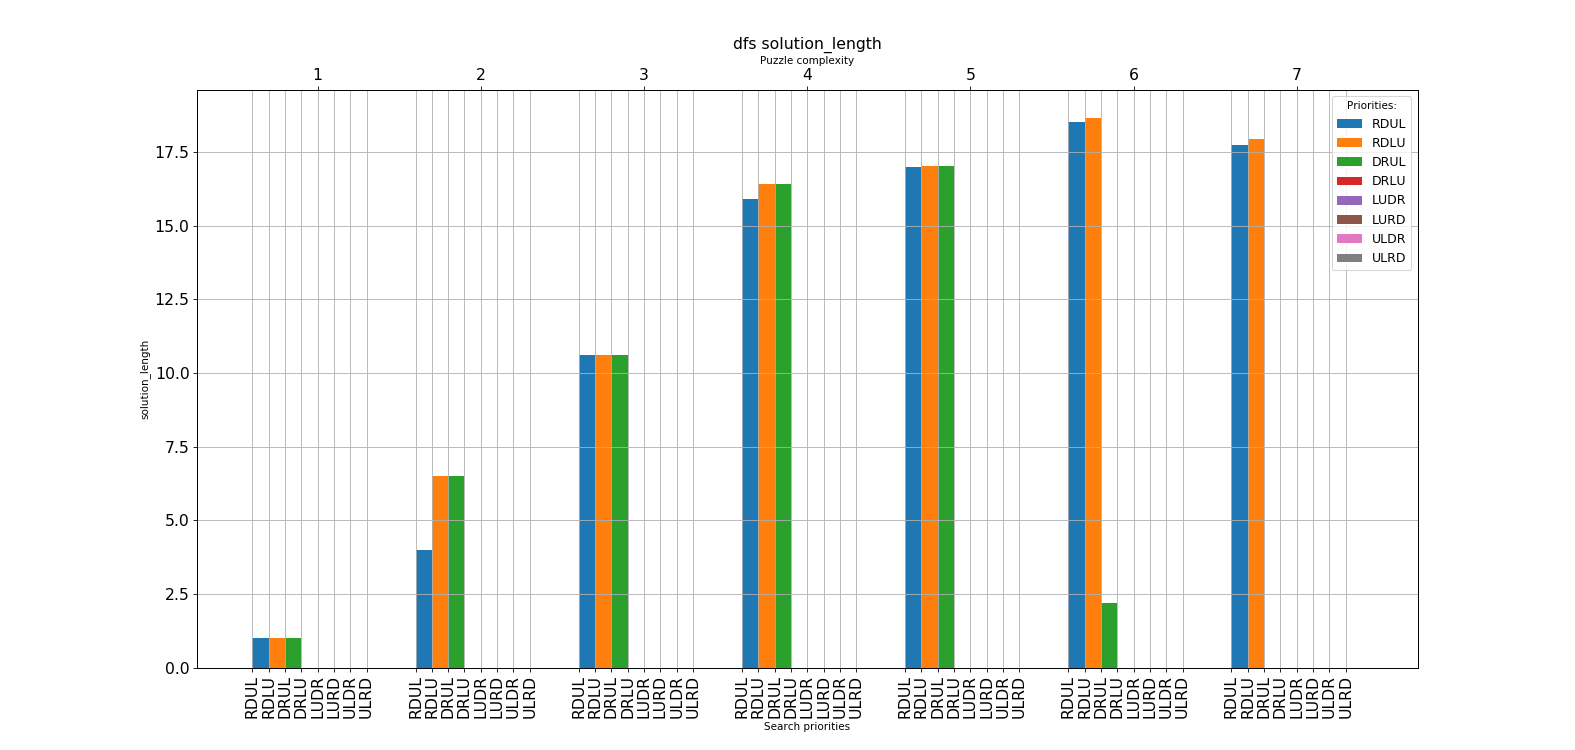 dfs solution_length
Puzzle complexity
1 2 3 4 5 6 7
Priorities:
RDUL
RDLU
DRUL
DRLU
LUDR
LURD
ULDR
ULRD
solution_length
17.5
15.0
12.5
10.0
7.5
5.0
2.5
0.0
RDUL RDLU DRUL DRLU LUDR LURD ULDR ULRD RDUL RDLU DRUL DRLU LUDR LURD ULDR ULRD RDUL RDLU DRUL DRLU LUDR LURD ULDR ULRD RDUL RDLU DRUL DRLU LUDR LURD ULDR ULRD RDUL RDLU DRUL DRLU LUDR LURD ULDR ULRD RDUL RDLU DRUL DRLU LUDR LURD ULDR ULRD RDUL RDLU DRUL DRLU LUDR LURD ULDR ULRD
Search priorities